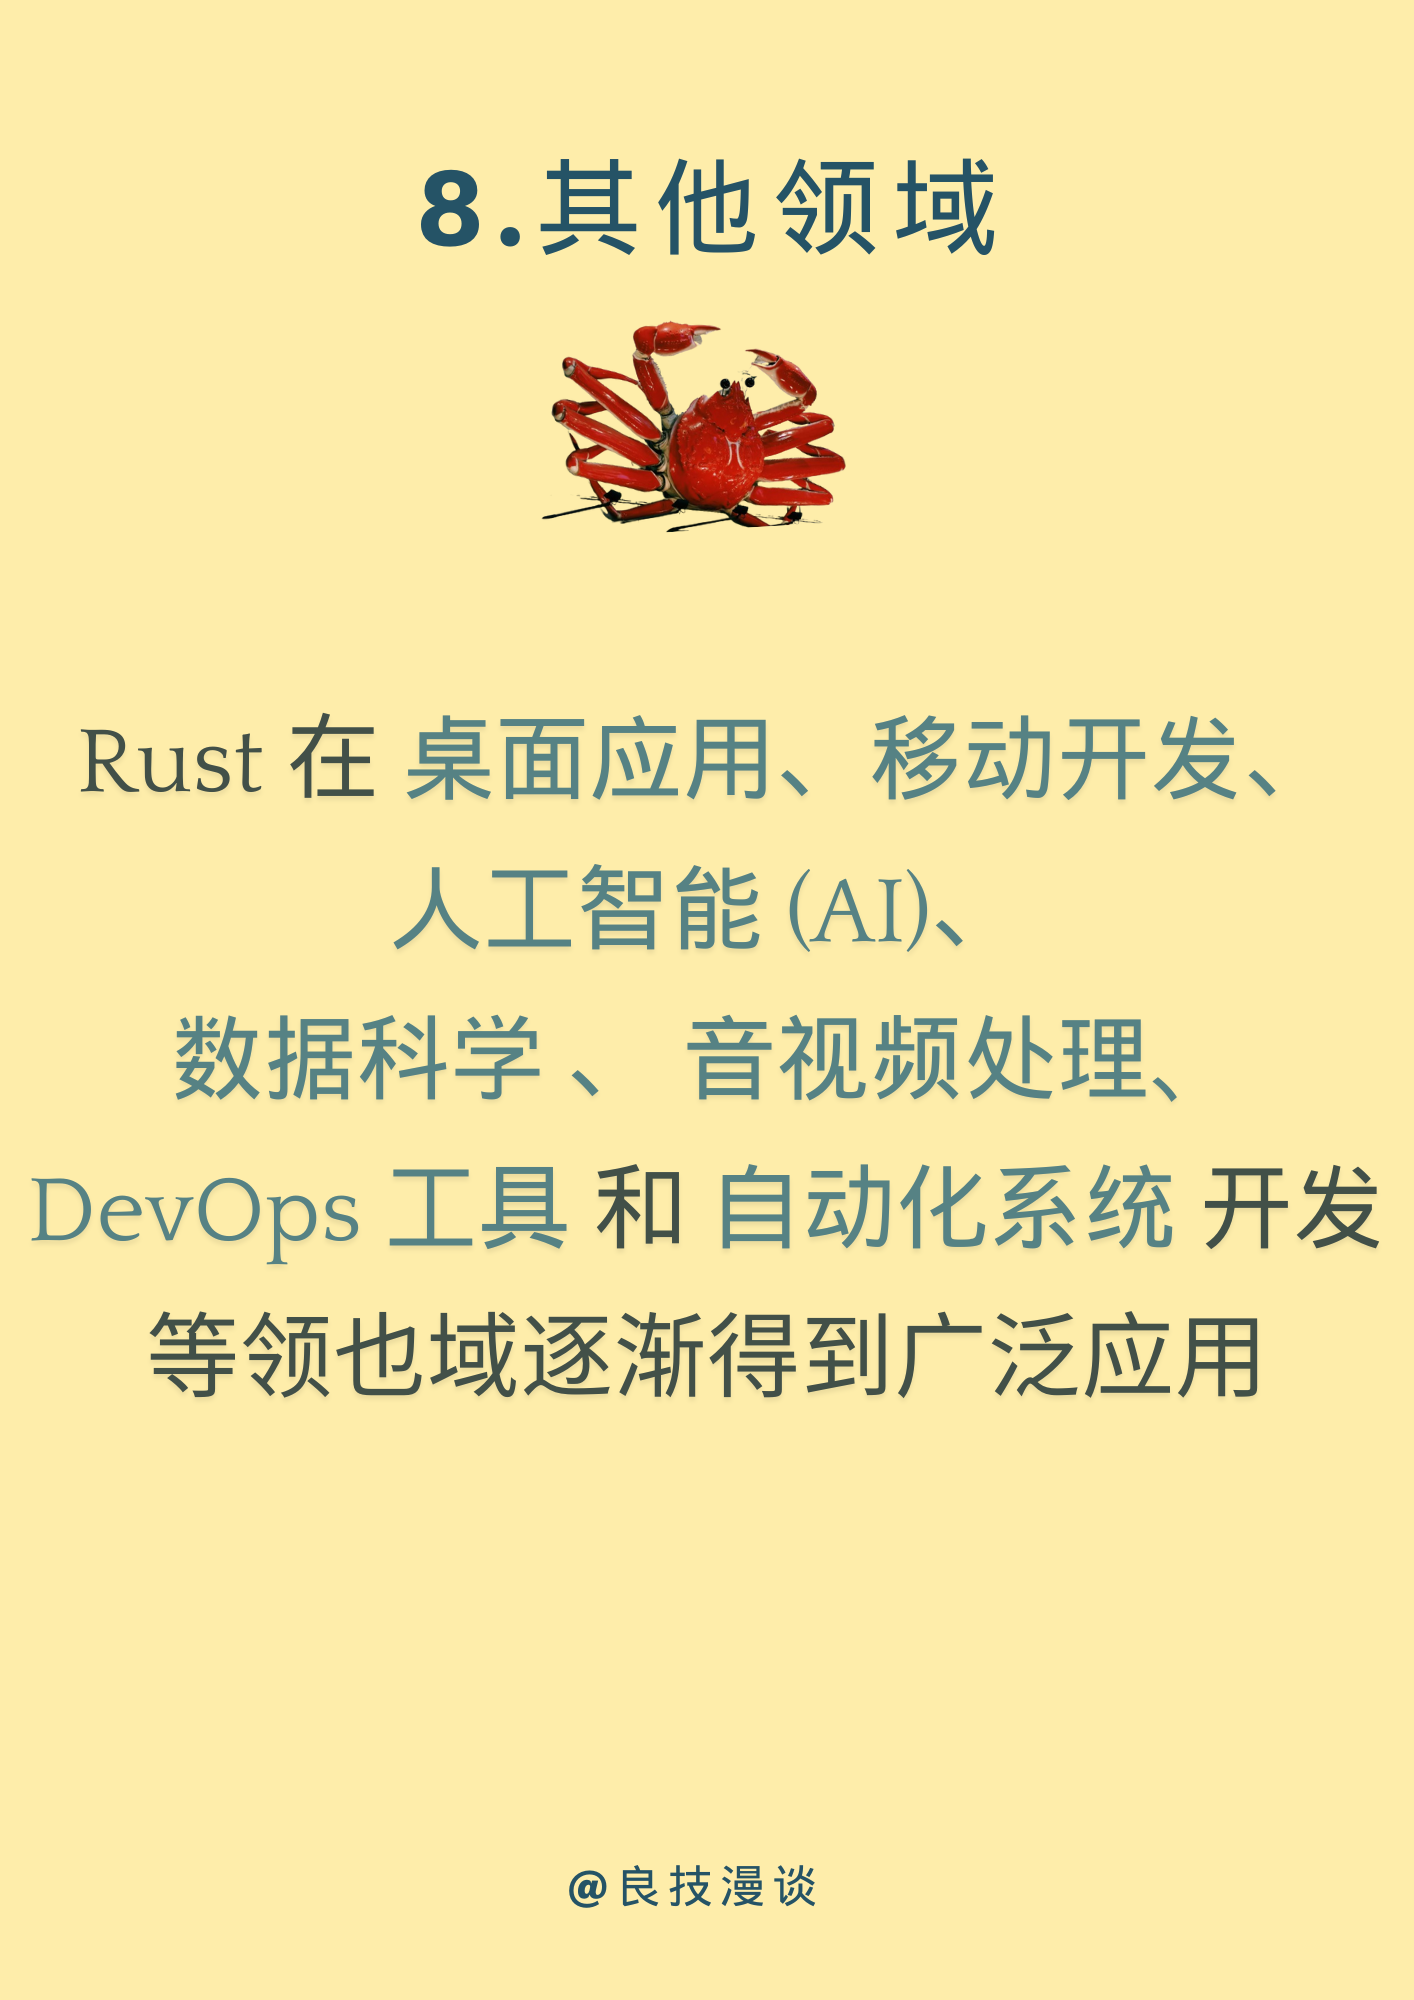 8.其他领域
Rust 在 桌面应用、移动开发、
人工智能 (AI)、
数据科学 、 音视频处理、
DevOps 工具 和 自动化系统 开发
等领也域逐渐得到广泛应用
@良技漫谈